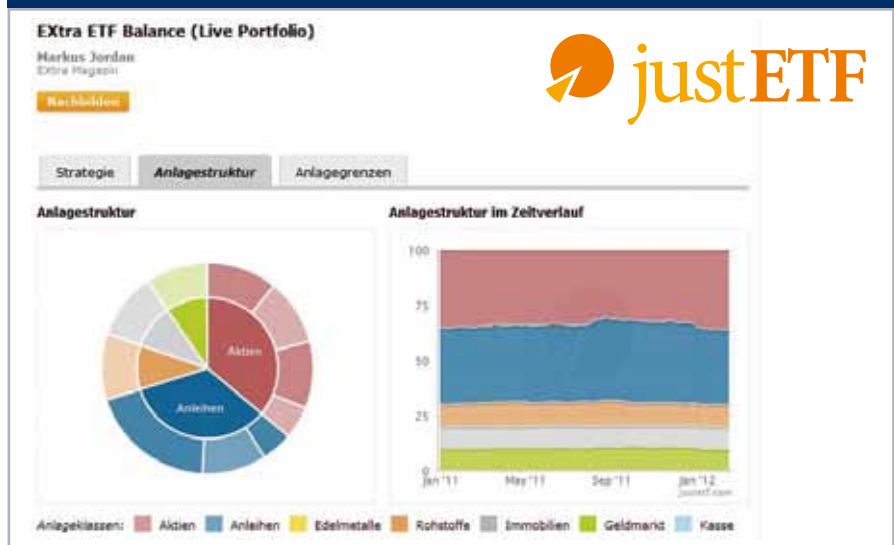 EXtra ETF Balance (Live Portfolio)
Markus Jordan
EXtra Magazin
Nachbilden
justETF
Strategie Anlagestruktur Anlagegrenzen
Anlagestruktur
Anlagestruktur im Zeitverlauf
Aktien
Anleihen
100
75
50
25
0
Jan '11 May '11 Sep '11 Jan '12
justetf.com
Anlageklassen: Aktien Anleihen Edelmetalle Rohstoffe Immobilien Geldmarkt Kasse